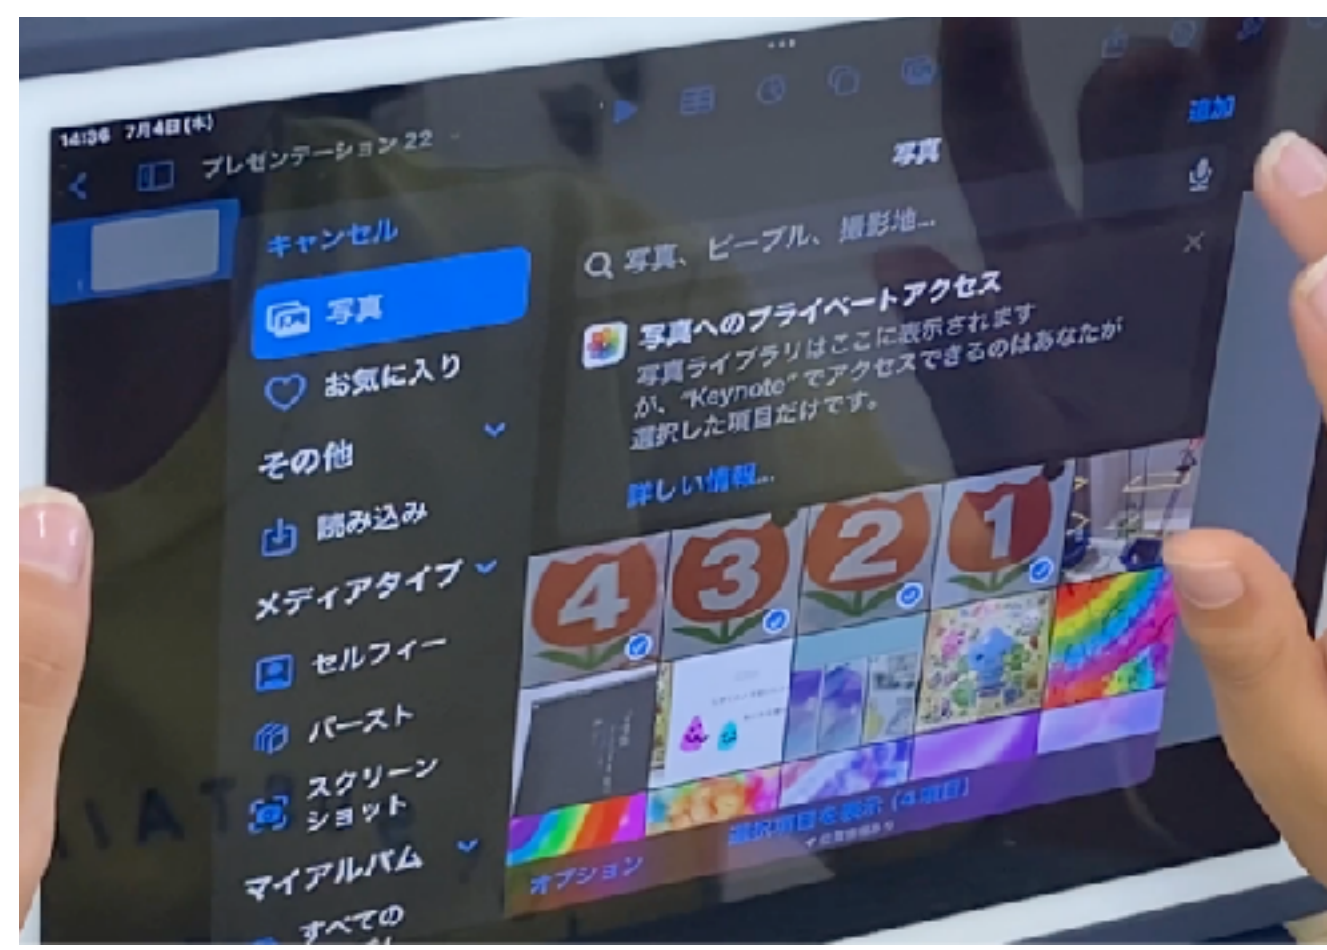 14:36 7月4日(木)
プレゼンテーション 22
追加
写真
キャンセル
写真、ピープル、撮影地...
写真
写真へのプライベートアクセス
写真ライブラリはここに表示されます
が、“Keynote”でアクセスできるのはあなたが
選択した項目だけです。
詳しい情報...
お気に入り
その他
読み込み
メディアタイプ
セルフィー
バースト
スクリーン
ショット
マイアルバム
すべての
4
3
2
1
選択項目を表示 (4項目)
オプション